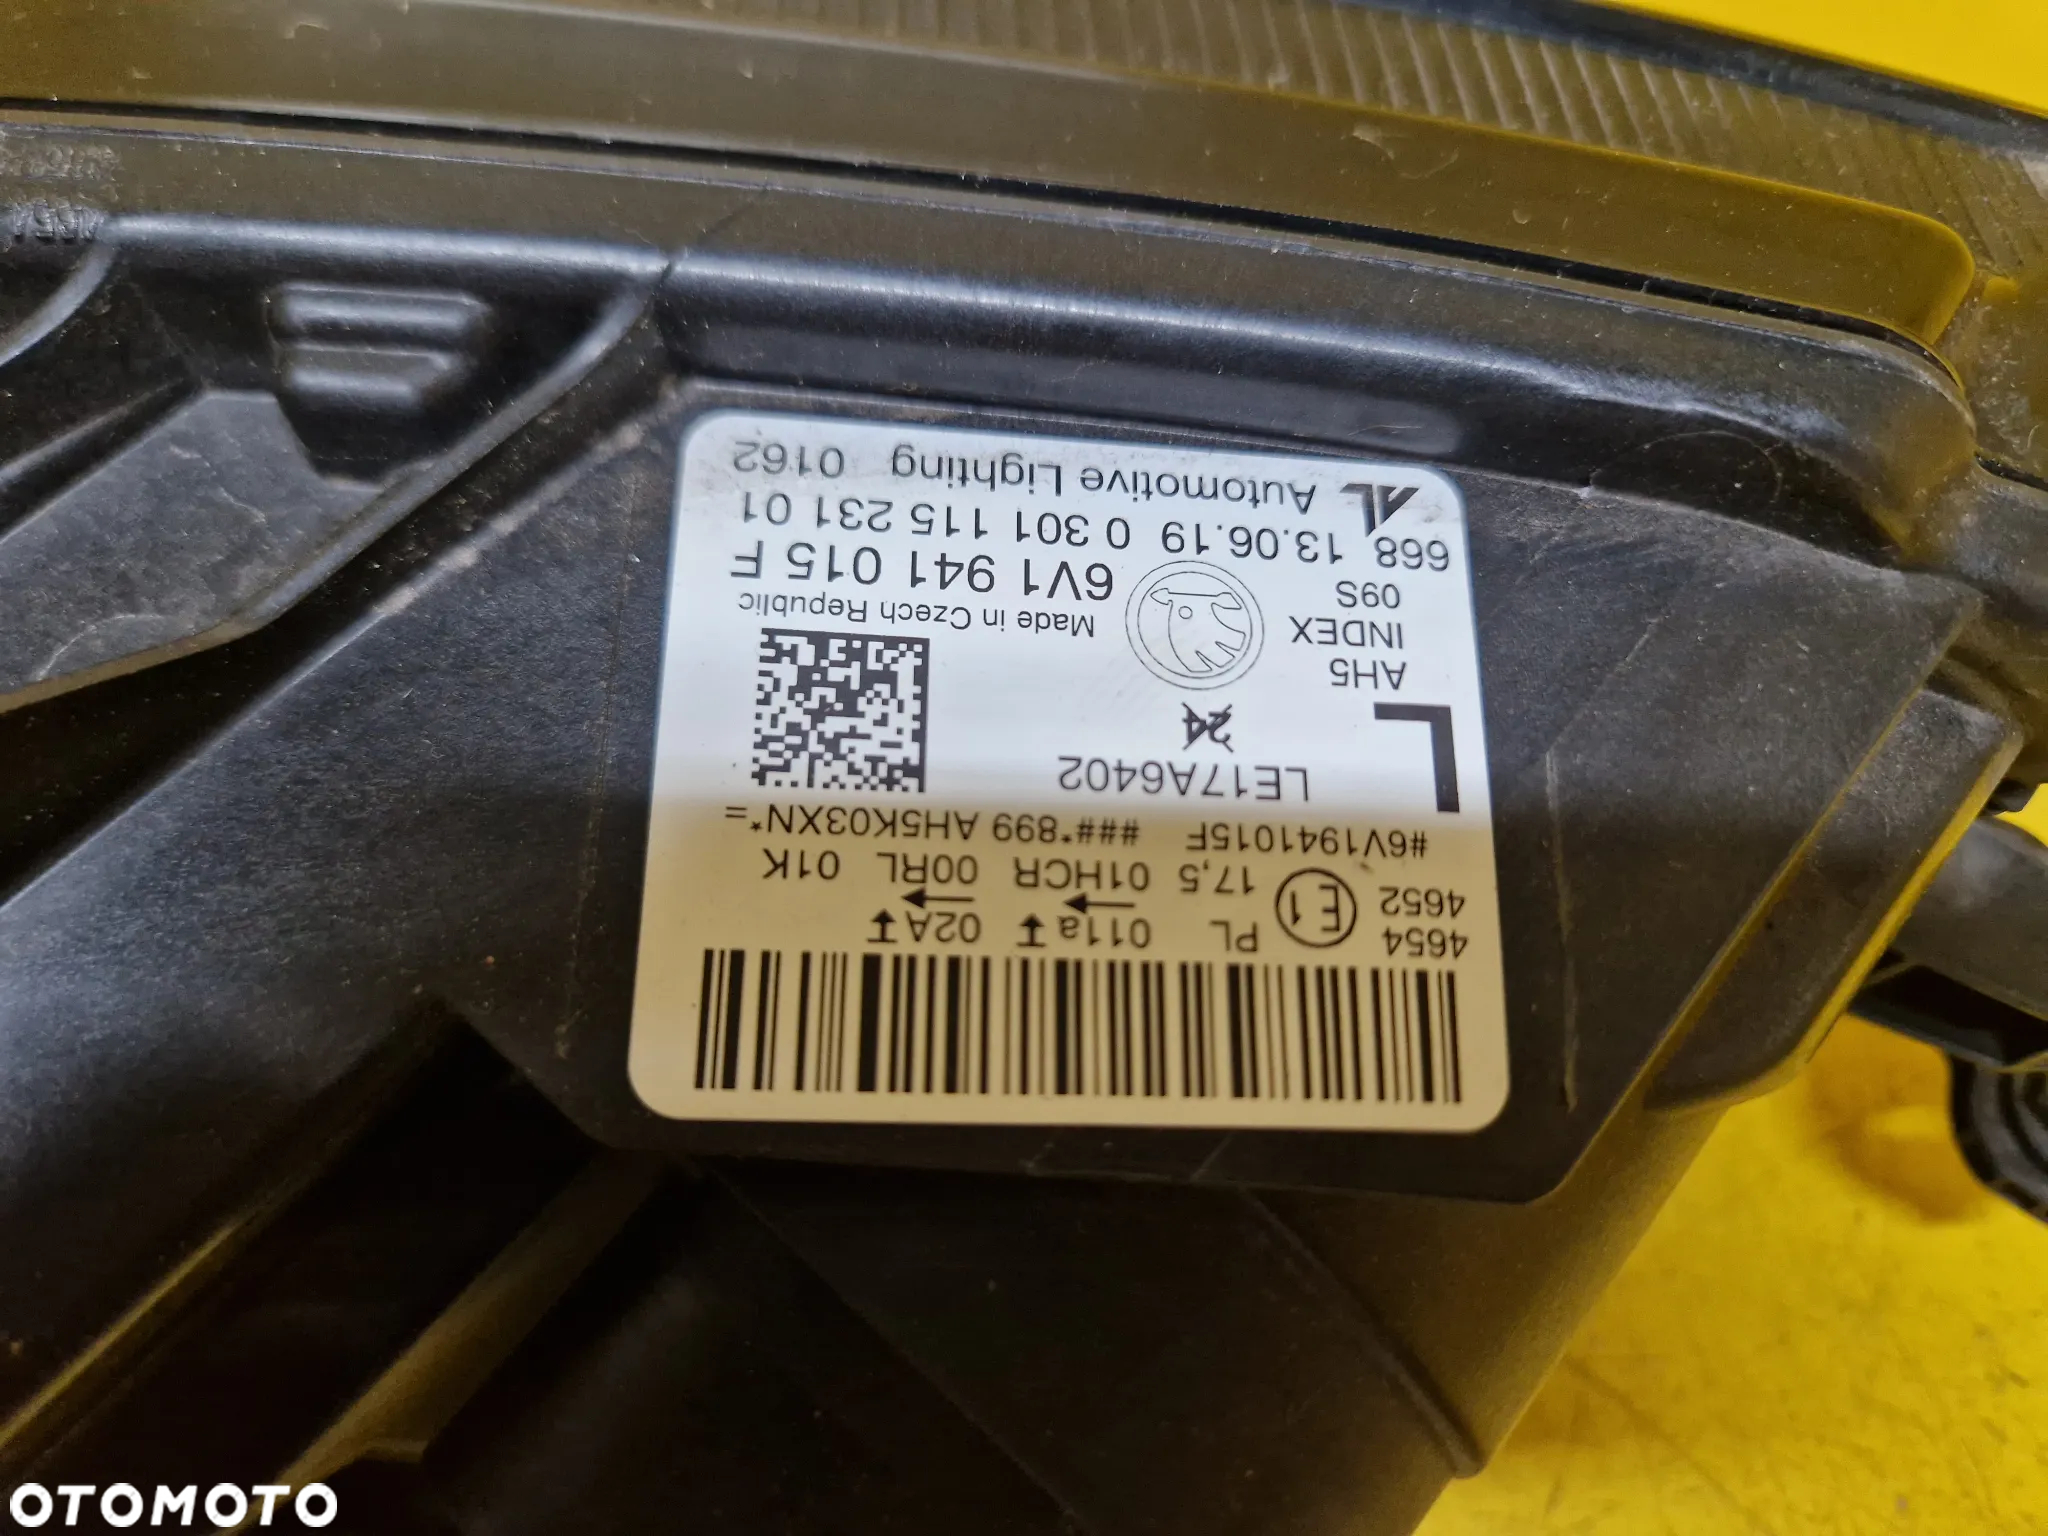 Automotive Lighting 0162
668 13.06.19 0 301 115 231 01
6V1 941 015 F
09S
INDEX
AH5
Made in Czech Republic
L
24
LE17A6402
#6V1941015F ###*899 AH5K03XN*=
4652 E1 17,5 01HCR 00RL 01K
4654 PL 011a 02A
OTOMOTO